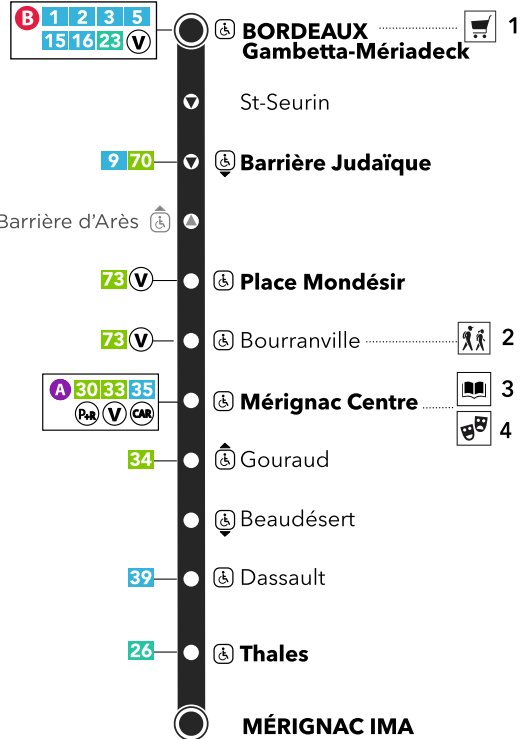 B 1 2 3 5
15 16 23 V
BORDEAUX 1
Gambetta-Mériadeck
St-Seurin
9 70 Barrière Judaïque
Barrière d'Arès
73 V Place Mondésir
73 V Bourranville 2
A 30 33 35
P+R V CAR
Mérignac Centre 3
4
34 Gouraud
Beaudésert
39 Dassault
26 Thales
MÉRIGNAC IMA